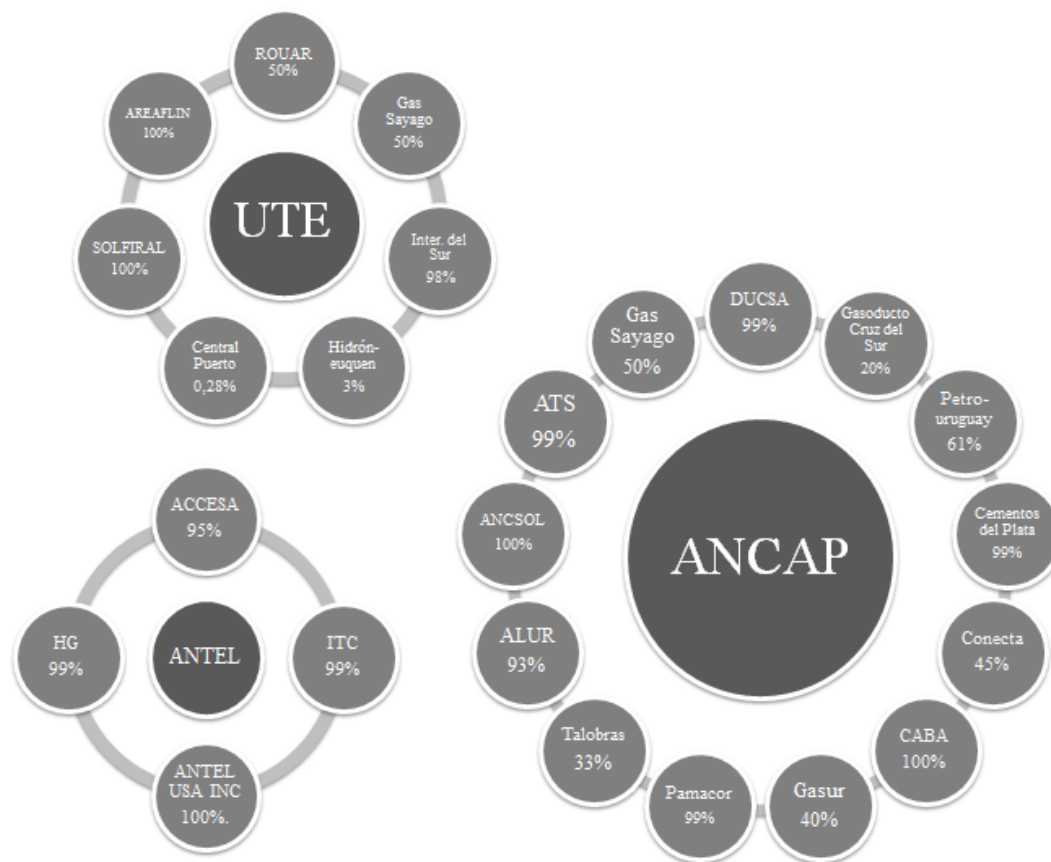 ROUAR
50%
AREAFLIN
100%
Gas
Sayago
50%
UTE
SOLFIRAL
100%
Inter. del
Sur
98%
Central
Puerto
0,28%
Hidrón-
euquen
3%
ACCESA
95%
HG
99%
ANTEL
ITC
99%
ANTEL
USA INC
100%.
DUCSA
99%
Gas
Sayago
50%
Gasoducto
Cruz del
Sur
20%
ATS
99%
Petro-
uruguay
61%
ANCSOL
100%
ANCAP
Cementos
del Plata
99%
ALUR
93%
Conecta
45%
Talobras
33%
CABA
100%
Pamacor
99%
Gasur
40%